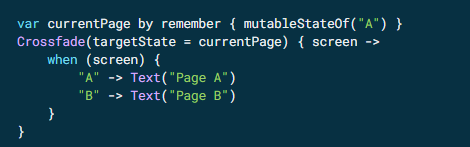 var currentPage by remember { mutableStateOf("A") }
Crossfade(targetState = currentPage) { screen ->
    when (screen) {
        "A" -> Text("Page A")
        "B" -> Text("Page B")
    }
}